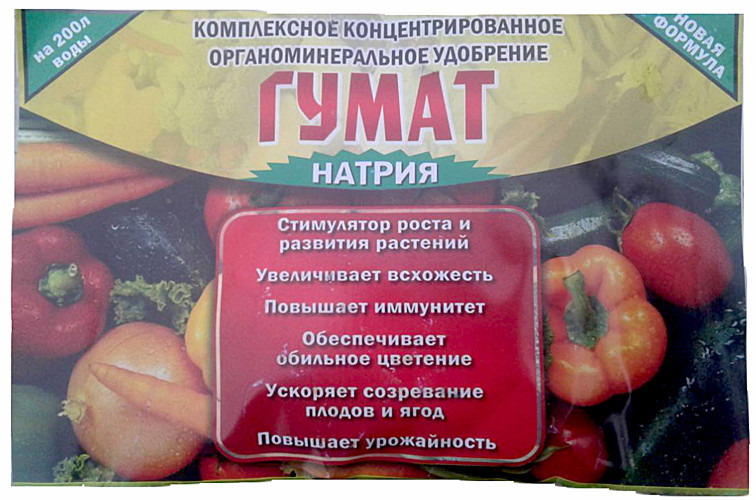 на 200л
воды
КОМПЛЕКСНОЕ КОНЦЕНТРИРОВАННОЕ
ОРГАНОМИНЕРАЛЬНОЕ УДОБРЕНИЕ
НОВАЯ
ФОРМУЛА
ГУМАТ
НАТРИЯ
Стимулятор роста и
развития растений
Увеличивает всхожесть
Повышает иммунитет
Обеспечивает
обильное цветение
Ускоряет созревание
плодов и ягод
Повышает урожайность